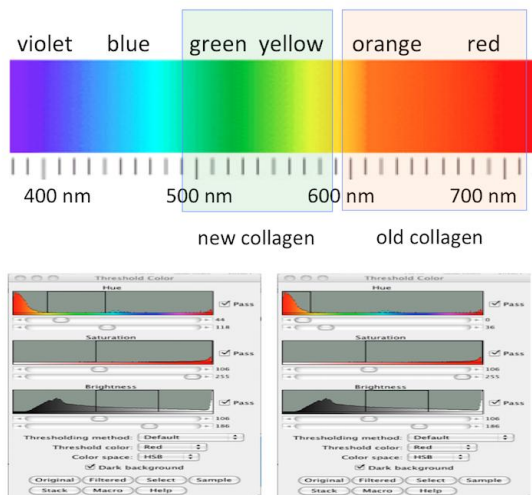 violet blue green yellow orange red
400 nm 500 nm 600 nm 700 nm
new collagen old collagen
Threshold Color
Hue
Pass
44
118
Saturation
Pass
106
255
Brightness
Pass
106
186
Thresholding method: Default
Threshold color: Red
Color space: HSB
Dark background
Original Filtered Select Sample
Stack Macro Help
Threshold Color
Hue
Pass
0
36
Saturation
Pass
106
255
Brightness
Pass
106
186
Thresholding method: Default
Threshold color: Red
Color space: HSB
Dark background
Original Filtered Select Sample
Stack Macro Help